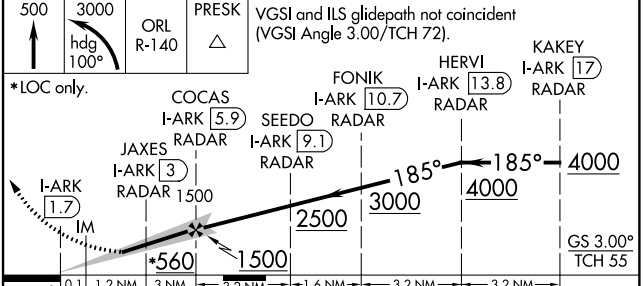 500
3000
hdg
100°
ORL
R-140
PRESK
VGSI and ILS glidepath not coincident
(VGSI Angle 3.00/TCH 72).
*LOC only.
KAKEY
I-ARK 17
RADAR
HERVI
I-ARK 13.8
RADAR
FONIK
I-ARK 10.7
RADAR
COCAS
I-ARK 5.9
RADAR
SEEDO
I-ARK 9.1
RADAR
JAXES
I-ARK 3
RADAR
1500
I-ARK
1.7
IM
185°
185°
4000
4000
3000
2500
*560
1500
GS 3.00°
TCH 55
0.1
1.2 NM
3 NM
3.2 NM
1.6 NM
3.2 NM
3.2 NM